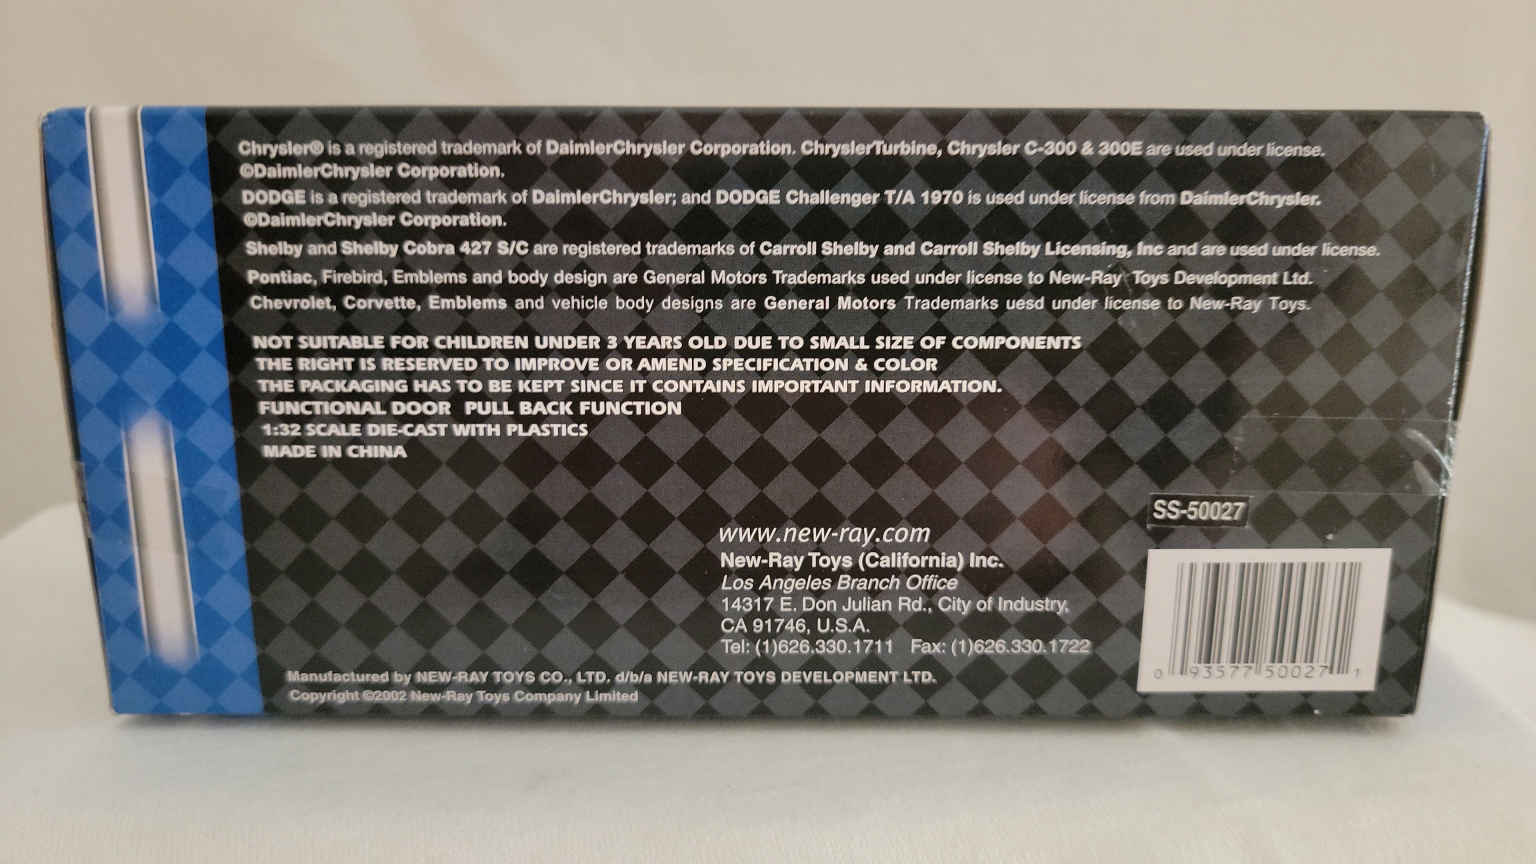 Chrysler® is a registered trademark of DaimlerChrysler Corporation. ChryslerTurbine, Chrysler C-300 & 300E are used under license.
©DaimlerChrysler Corporation.
DODGE is a registered trademark of DaimlerChrysler; and DODGE Challenger T/A 1970 is used under license from DaimlerChrysler.
©DaimlerChrysler Corporation.
Shelby and Shelby Cobra 427 S/C are registered trademarks of Carroll Shelby and Carroll Shelby Licensing, Inc and are used under license.
Pontiac, Firebird, Emblems and body design are General Motors Trademarks used under license to New-Ray Toys Development Ltd.
Chevrolet, Corvette, Emblems and vehicle body designs are General Motors Trademarks uesd under license to New-Ray Toys.
NOT SUITABLE FOR CHILDREN UNDER 3 YEARS OLD DUE TO SMALL SIZE OF COMPONENTS
THE RIGHT IS RESERVED TO IMPROVE OR AMEND SPECIFICATION & COLOR
THE PACKAGING HAS TO BE KEPT SINCE IT CONTAINS IMPORTANT INFORMATION.
FUNCTIONAL DOOR PULL BACK FUNCTION
1:32 SCALE DIE-CAST WITH PLASTICS
MADE IN CHINA
SS-50027
www.new-ray.com
New-Ray Toys (California) Inc.
Los Angeles Branch Office
14317 E. Don Julian Rd., City of Industry,
CA 91746, U.S.A.
Tel: (1)626.330.1711 Fax: (1)626.330.1722
0 93577 50027 1
Manufactured by NEW-RAY TOYS CO., LTD. d/b/a NEW-RAY TOYS DEVELOPMENT LTD.
Copyright ©2002 New-Ray Toys Company Limited